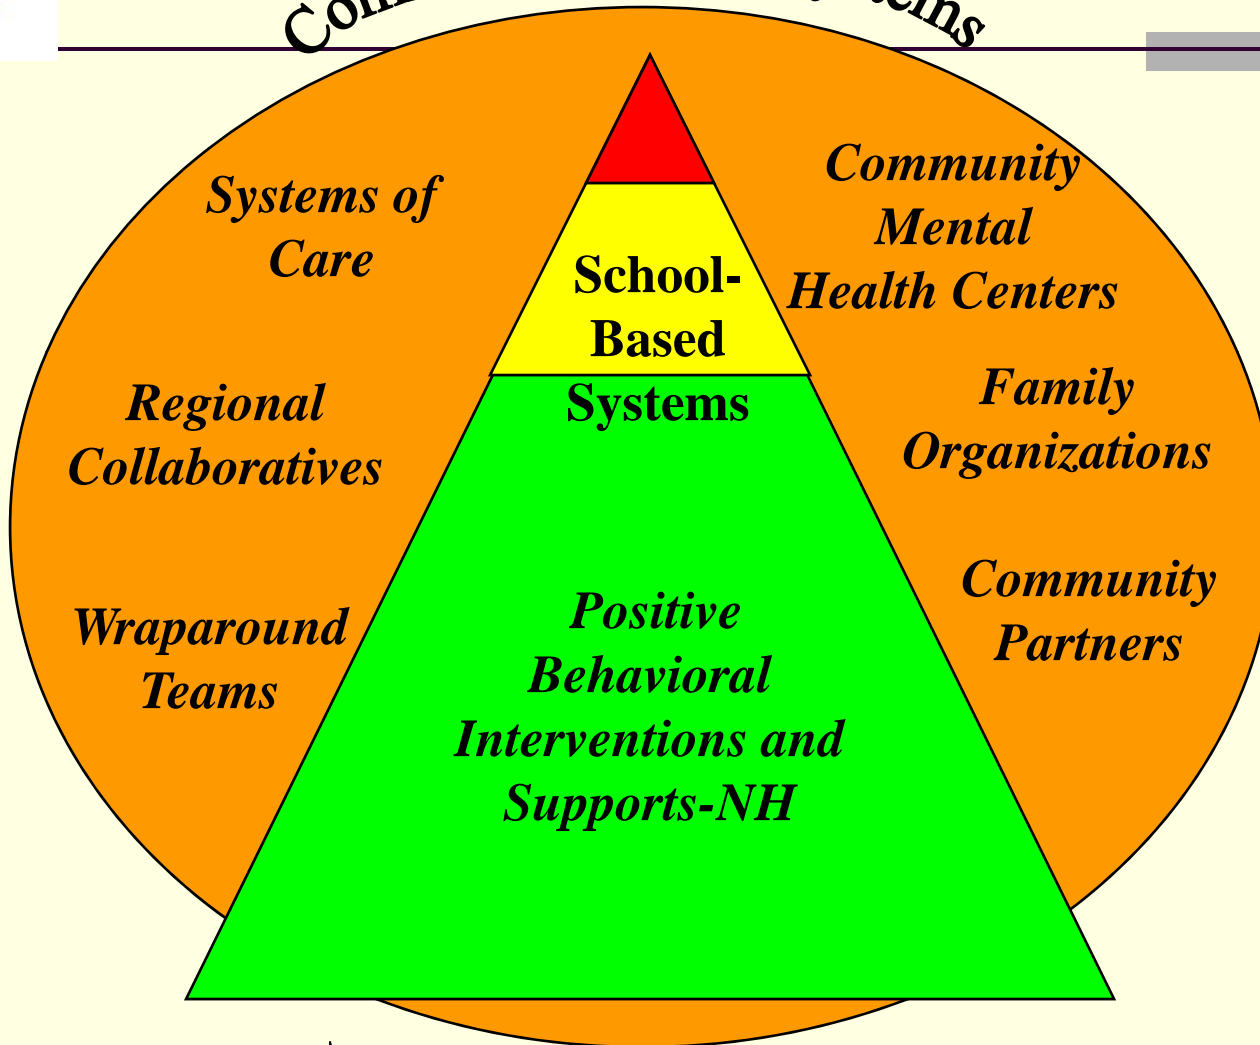 Systems of
Care
Regional
Collaboratives
Wraparound
Teams
School-
Based
Systems
Positive
Behavioral
Interventions and
Supports-NH
Community
Mental
Health Centers
Family
Organizations
Community
Partners